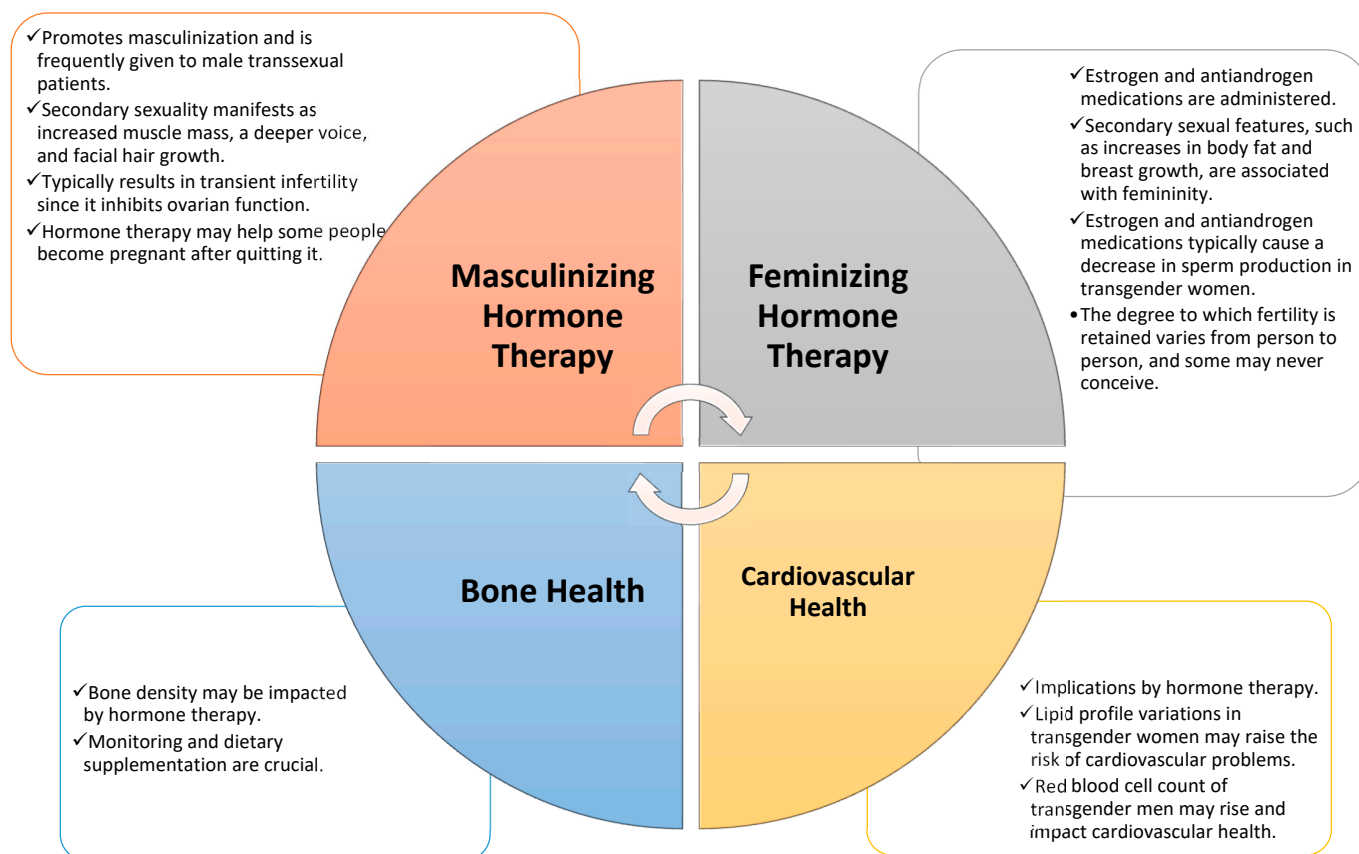 ✓Promotes masculinization and is
frequently given to male transsexual
patients.
✓Secondary sexuality manifests as
increased muscle mass, a deeper voice,
and facial hair growth.
✓Typically results in transient infertility
since it inhibits ovarian function.
✓Hormone therapy may help some people
become pregnant after quitting it.
Masculinizing
Hormone
Therapy
Feminizing
Hormone
Therapy
✓Estrogen and antiandrogen
medications are administered.
✓Secondary sexual features, such
as increases in body fat and
breast growth, are associated
with femininity.
✓Estrogen and antiandrogen
medications typically cause a
decrease in sperm production in
transgender women.
•The degree to which fertility is
retained varies from person to
person, and some may never
conceive.
Bone Health
Cardiovascular
Health
✓Bone density may be impacted
by hormone therapy.
✓Monitoring and dietary
supplementation are crucial.
✓Implications by hormone therapy.
✓Lipid profile variations in
transgender women may raise the
risk of cardiovascular problems.
✓Red blood cell count of
transgender men may rise and
impact cardiovascular health.